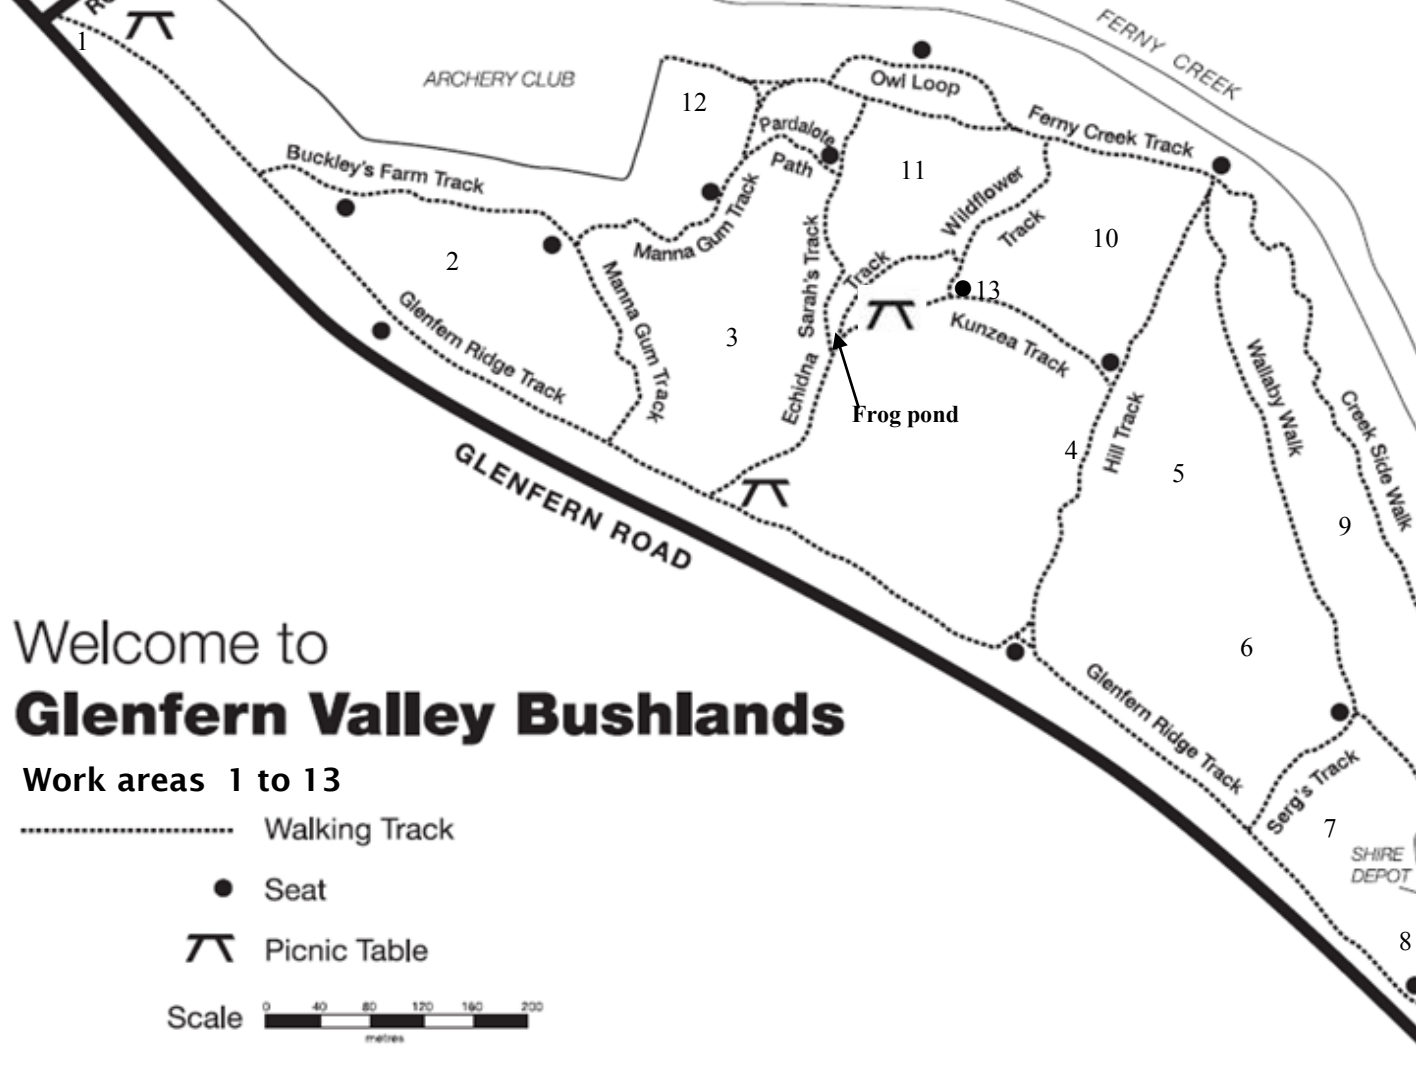 1
ARCHERY CLUB
FERNY CREEK
12
Owl Loop
Ferny Creek Track
Pardalote
Path
11
Buckley's Farm Track
Wildflower
Track
10
Manna Gum Track
2
Manna Gum Track
Sarah's Track
Track
13
Glenfern Ridge Track
3
Kunzea Track
Echidna
Frog pond
Wallaby Walk
Creek Side Walk
4
Hill Track
5
9
GLENFERN ROAD
6
Glenfern Ridge Track
Serg's Track
7
SHIRE
DEPOT
8
Welcome to
Glenfern Valley Bushlands
Work areas 1 to 13
Walking Track
Seat
Picnic Table
Scale
0 40 80 120 160 200
metres